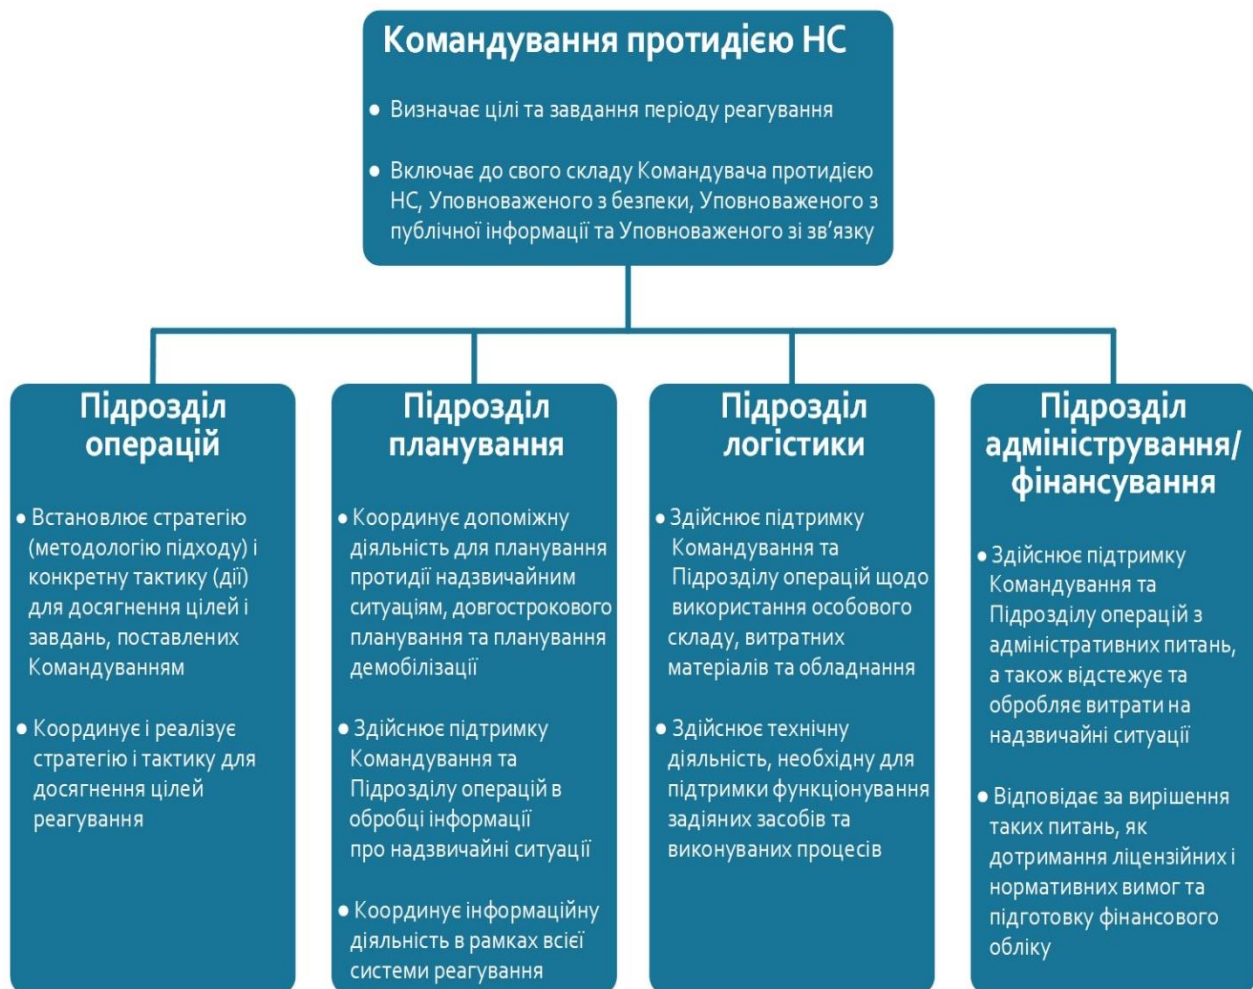 Командування протидією НС
● Визначає цілі та завдання періоду реагування
● Включає до свого складу Командувача протидією
НС, Уповноваженого з безпеки, Уповноваженого з
публічної інформації та Уповноваженого зі зв’язку
Підрозділ
операцій
● Встановлює стратегію
(методологію підходу) і
конкретну тактику (дії)
для досягнення цілей і
завдань, поставлених
Командуванням
● Координує і реалізує
стратегію і тактику для
досягнення цілей
реагування
Підрозділ
планування
● Координує допоміжну
діяльність для планування
протидії надзвичайним
ситуаціям, довгострокового
планування та планування
демобілізації
● Здійснює підтримку
Командування та
Підрозділу операцій в
обробці інформації
про надзвичайні ситуації
● Координує інформаційну
діяльність в рамках всієї
системи реагування
Підрозділ
логістики
● Здійснює підтримку
Командування та
Підрозділу операцій щодо
використання особового
складу, витратних
матеріалів та обладнання
● Здійснює технічну
діяльність, необхідну для
підтримки функціонування
задіяних засобів та
виконуваних процесів
Підрозділ
адміністрування/
фінансування
● Здійснює підтримку
Командування та
Підрозділу операцій з
адміністративних питань,
а також відстежує та
обробляє витрати на
надзвичайні ситуації
● Відповідає за вирішення
таких питань, як
дотримання ліцензійних і
нормативних вимог та
підготовку фінансового
обліку